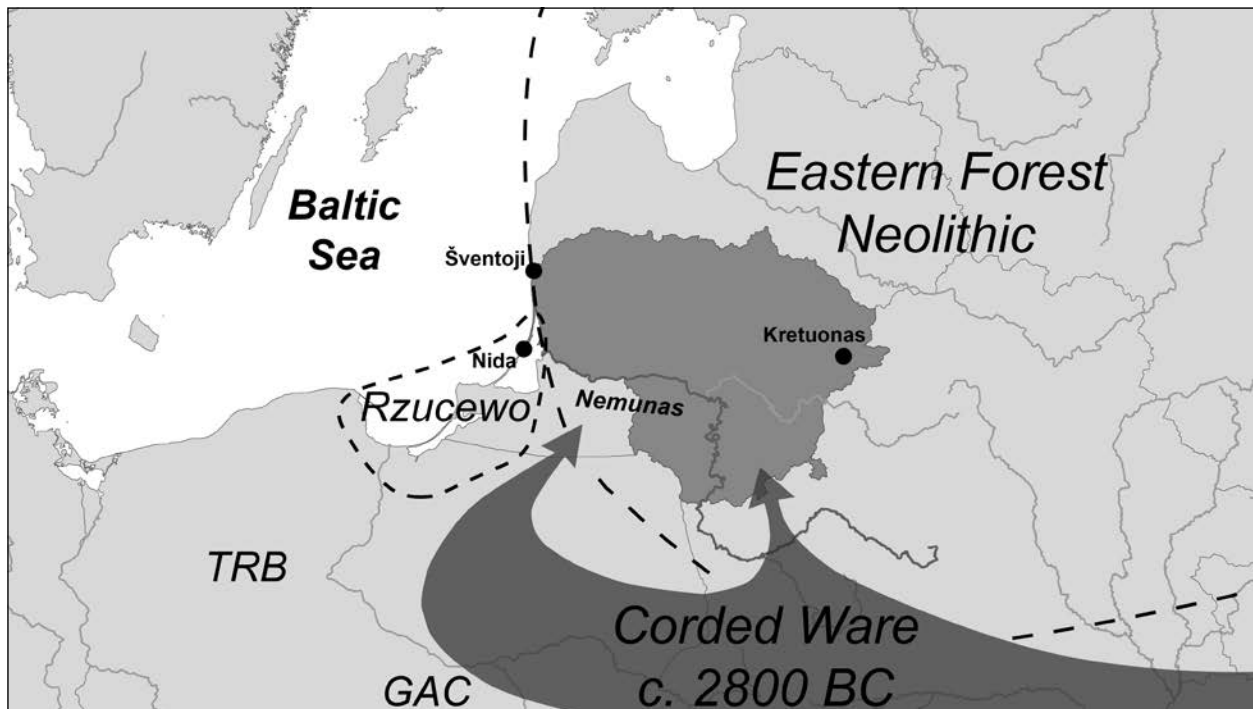 Eastern Forest
Neolithic
Baltic
Sea
Šventoji
Kretuonas
Nida
Nemunas
Rzucewo
TRB
Corded Ware
c. 2800 BC
GAC